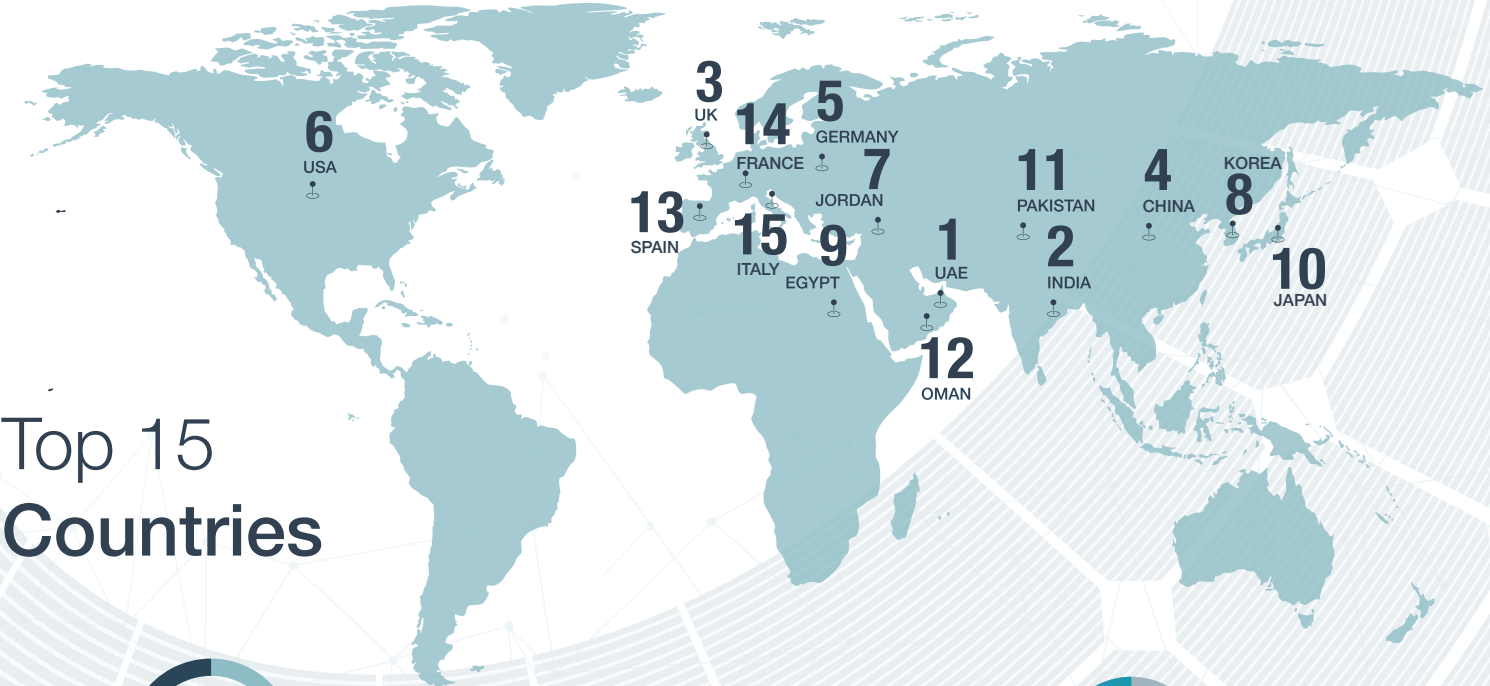 3
UK
14
FRANCE
5
GERMANY
6
USA
7
JORDAN
11
PAKISTAN
4
CHINA
KOREA
8
13
SPAIN
15
ITALY
9
EGYPT
1
UAE
2
INDIA
10
JAPAN
12
OMAN
Top 15
Countries